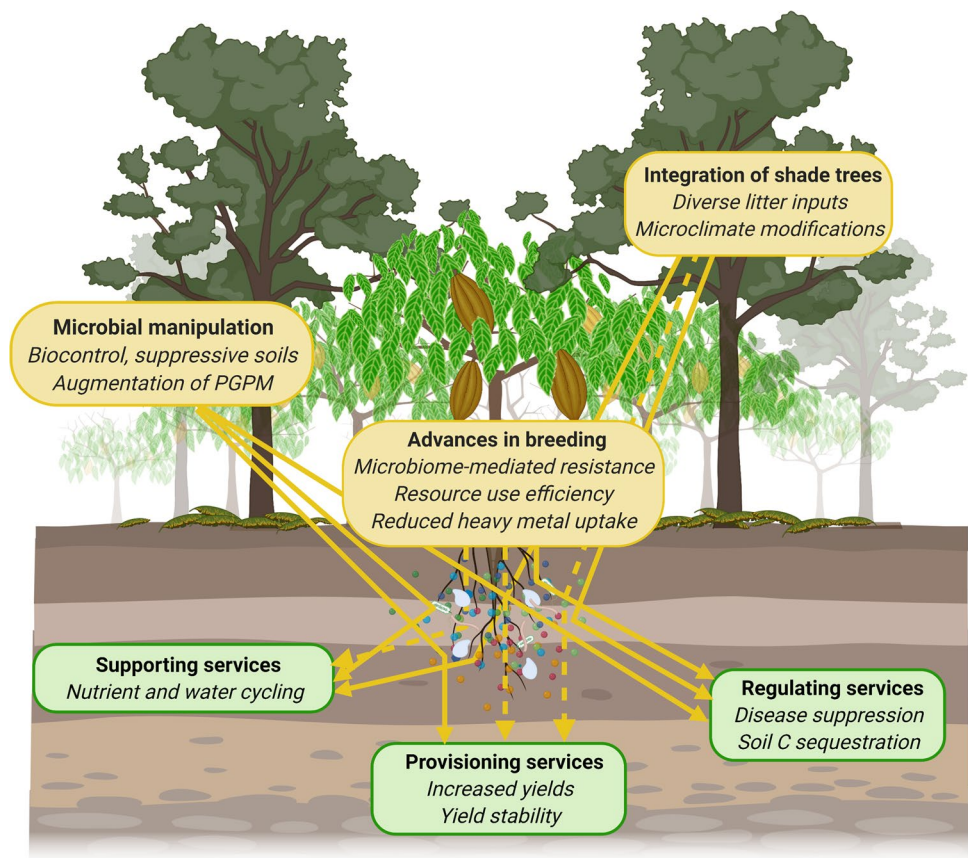 Integration of shade trees
Diverse litter inputs
Microclimate modifications
Microbial manipulation
Biocontrol, suppressive soils
Augmentation of PGPM
Advances in breeding
Microbiome-mediated resistance
Resource use efficiency
Reduced heavy metal uptake
Supporting services
Nutrient and water cycling
Regulating services
Disease suppression
Soil C sequestration
Provisioning services
Increased yields
Yield stability